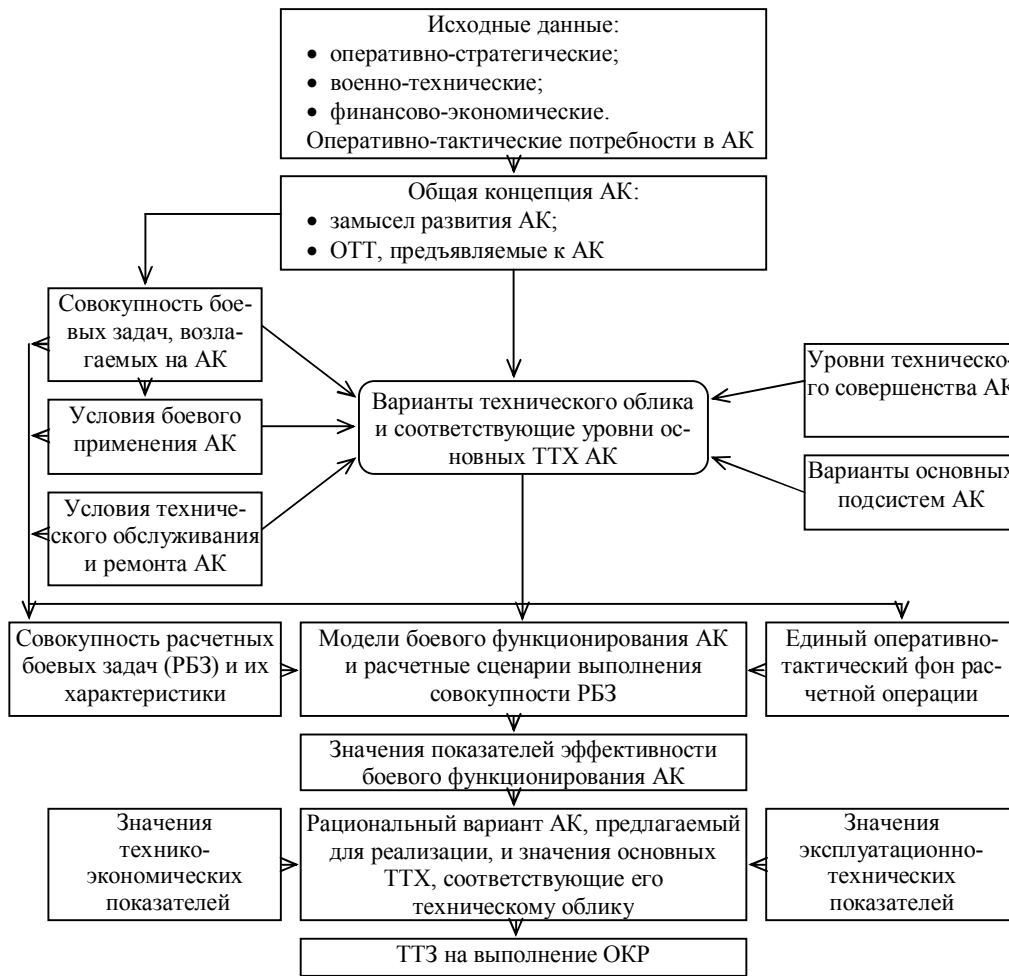 Исходные данные:
• оперативно-стратегические;
• военно-технические;
• финансово-экономические.
Оперативно-тактические потребности в АК
Общая концепция АК:
• замысел развития АК;
• ОТТ, предъявляемые к АК
Совокупность бое-
вых задач, возла-
гаемых на АК
Условия боевого
применения АК
Условия техниче-
ского обслуживания
и ремонта АК
Варианты технического облика
и соответствующие уровни ос-
новных ТТХ АК
Уровни техническо-
го совершенства АК
Варианты основных
подсистем АК
Совокупность расчетных
боевых задач (РБЗ) и их
характеристики
Модели боевого функционирования АК
и расчетные сценарии выполнения
совокупности РБЗ
Единый оперативно-
тактический фон рас-
четной операции
Значения показателей эффективности
боевого функционирования АК
Значения
технико-
экономических
показателей
Рациональный вариант АК, предлагаемый
для реализации, и значения основных
ТТХ, соответствующие его
техническому облику
Значения
эксплуатационно-
технических
показателей
ТТЗ на выполнение ОКР